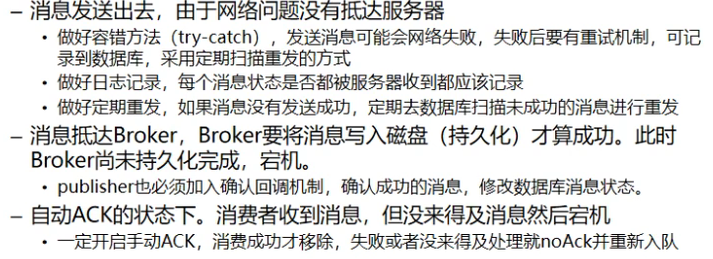 – 消息发送出去，由于网络问题没有抵达服务器
• 做好容错方法（try-catch），发送消息可能会网络失败，失败后要有重试机制，可记
录到数据库，采用定期扫描重发的方式
• 做好日志记录，每个消息状态是否都被服务器收到都应该记录
• 做好定期重发，如果消息没有发送成功，定期去数据库扫描未成功的消息进行重发
– 消息抵达Broker，Broker要将消息写入磁盘（持久化）才算成功。此时
Broker尚未持久化完成，宕机。
• publisher也必须加入确认回调机制，确认成功的消息，修改数据库消息状态。
– 自动ACK的状态下。消费者收到消息，但没来得及消息然后宕机
• 一定开启手动ACK，消费成功才移除，失败或者没来得及处理就noAck并重新入队